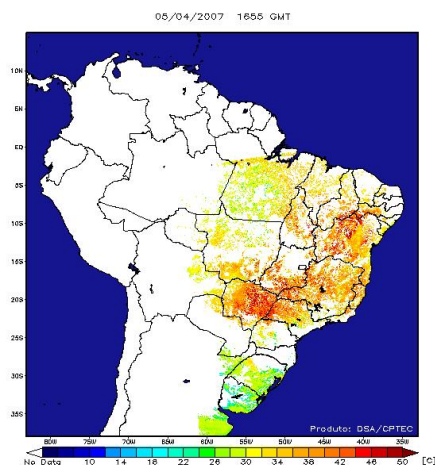 05/04/2007 1655 GMT
10N
5N
EQ
5S
10S
15S
20S
25S
30S
35S
Produto: DSA/CPTEC
80W 75W 70W 65W 60W 55W 50W 45W 40W 35W
No Data 10 14 18 22 26 30 34 38 42 46 50 [C]